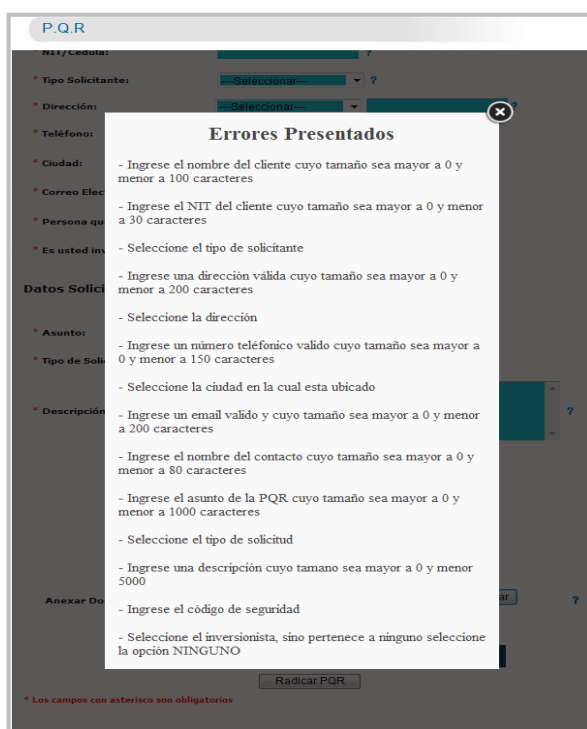 P.Q.R
* NIT/Cedula: ?
* Tipo Solicitante: ---Seleccionar--- ?
* Dirección: ---Seleccionar--- ?
* Teléfono:
* Ciudad:
* Correo Elec
* Persona qu
* Es usted inv
Datos Solici
* Asunto:
* Tipo de Soli
* Descripción ?
Anexar Do ar ?
Errores Presentados
- Ingrese el nombre del cliente cuyo tamaño sea mayor a 0 y
menor a 100 caracteres
- Ingrese el NIT del cliente cuyo tamaño sea mayor a 0 y menor
a 30 caracteres
- Seleccione el tipo de solicitante
- Ingrese una dirección válida cuyo tamaño sea mayor a 0 y
menor a 200 caracteres
- Seleccione la dirección
- Ingrese un número teléfonico valido cuyo tamaño sea mayor a
0 y menor a 150 caracteres
- Seleccione la ciudad en la cual esta ubicado
- Ingrese un email valido y cuyo tamaño sea mayor a 0 y menor
a 200 caracteres
- Ingrese el nombre del contacto cuyo tamaño sea mayor a 0 y
menor a 80 caracteres
- Ingrese el asunto de la PQR cuyo tamaño sea mayor a 0 y
menor a 1000 caracteres
- Seleccione el tipo de solicitud
- Ingrese una descripción cuyo tamano sea mayor a 0 y menor
5000
- Ingrese el código de seguridad
- Seleccione el inversionista, sino pertenece a ninguno seleccione
la opción NINGUNO
Radicar PQR
* Los campos con asterisco son obligatorios